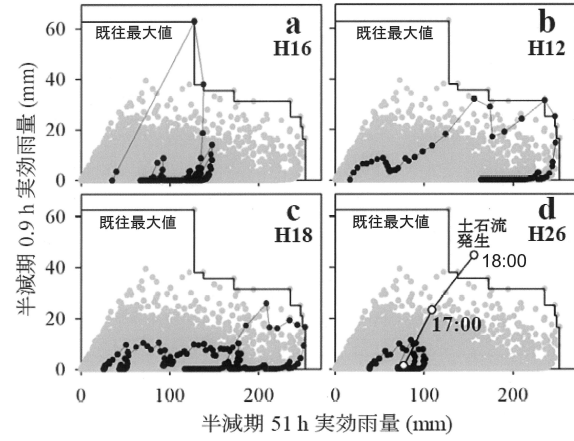 半減期 0.9 h 実効雨量 (mm)
60
40
20
0
既往最大値
a
H16
既往最大値
b
H12
60
40
20
0
0
100
200
既往最大値
c
H18
0
100
200
既往最大値
d
H26
土石流
発生
18:00
17:00
半減期 51 h 実効雨量 (mm)